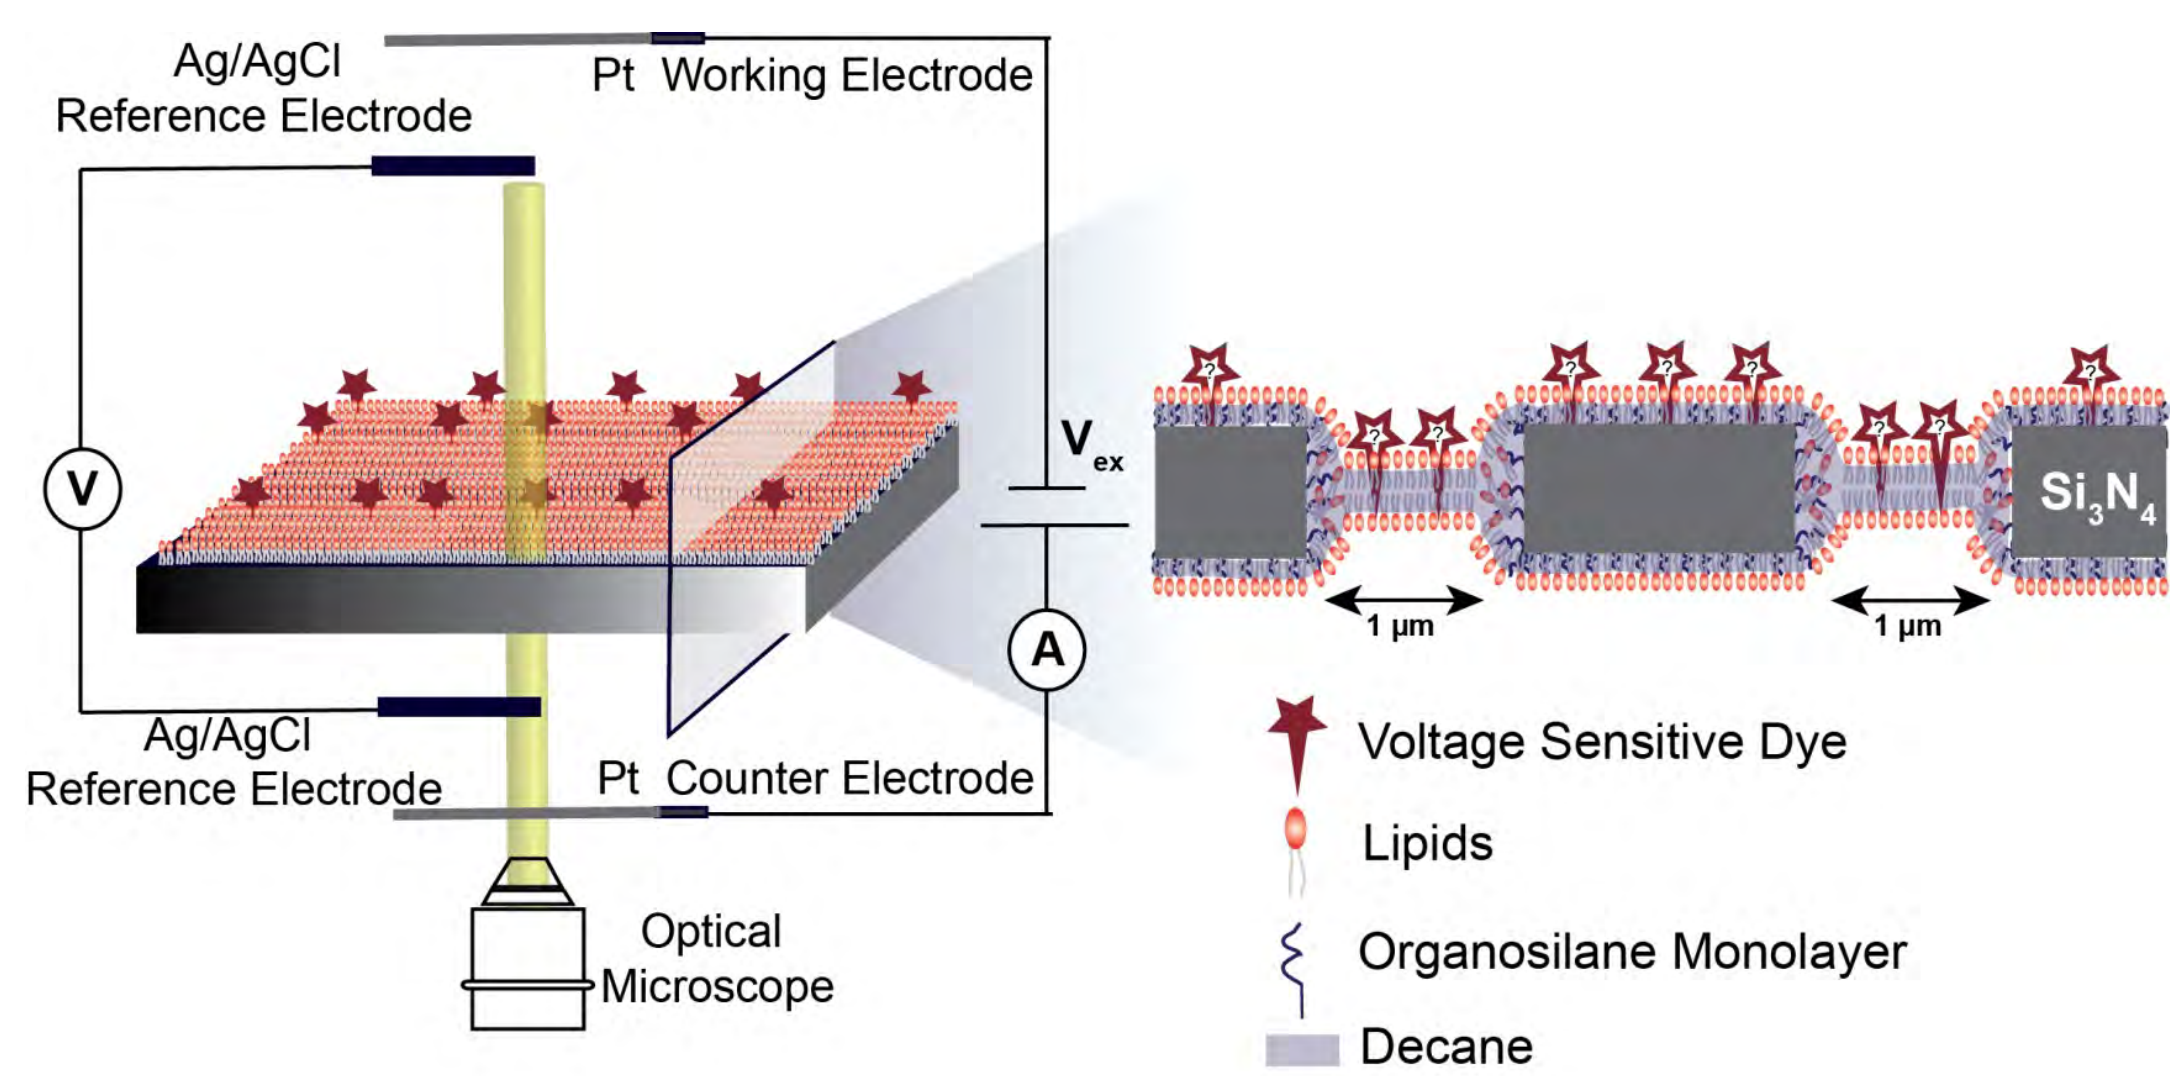 Ag/AgCl
Reference Electrode
Pt Working Electrode
V
V
ex
A
Ag/AgCl
Reference Electrode
Pt Counter Electrode
Optical
Microscope
? ? ? ? ?
? ? ? ?
Si3N4
1 µm 1 µm
Voltage Sensitive Dye
Lipids
Organosilane Monolayer
Decane